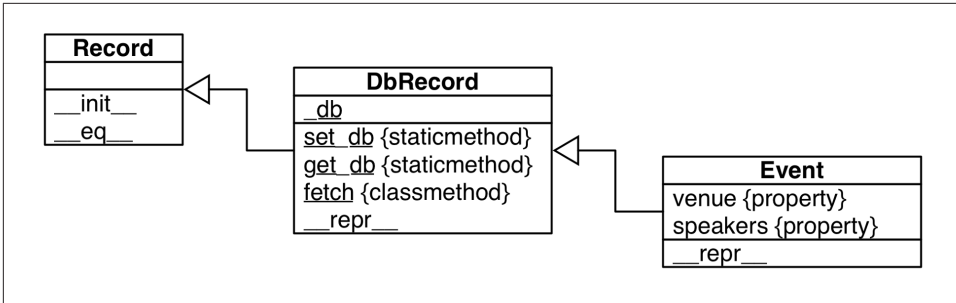 Record
__init__
__eq__
DbRecord
_db
set_db {staticmethod}
get_db {staticmethod}
fetch {classmethod}
__repr__
Event
venue {property}
speakers {property}
__repr__